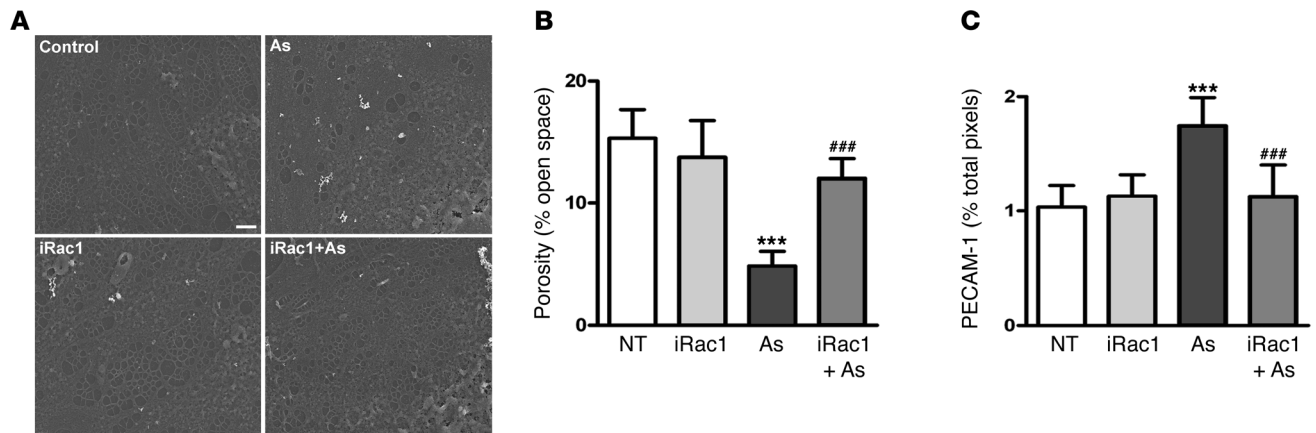 A
Control
As
iRac1
iRac1+As
B
Porosity (% open space)
20
10
0
***
###
NT
iRac1
As
iRac1
+ As
C
PECAM-1 (% total pixels)
2
1
0
***
###
NT
iRac1
As
iRac1
+ As